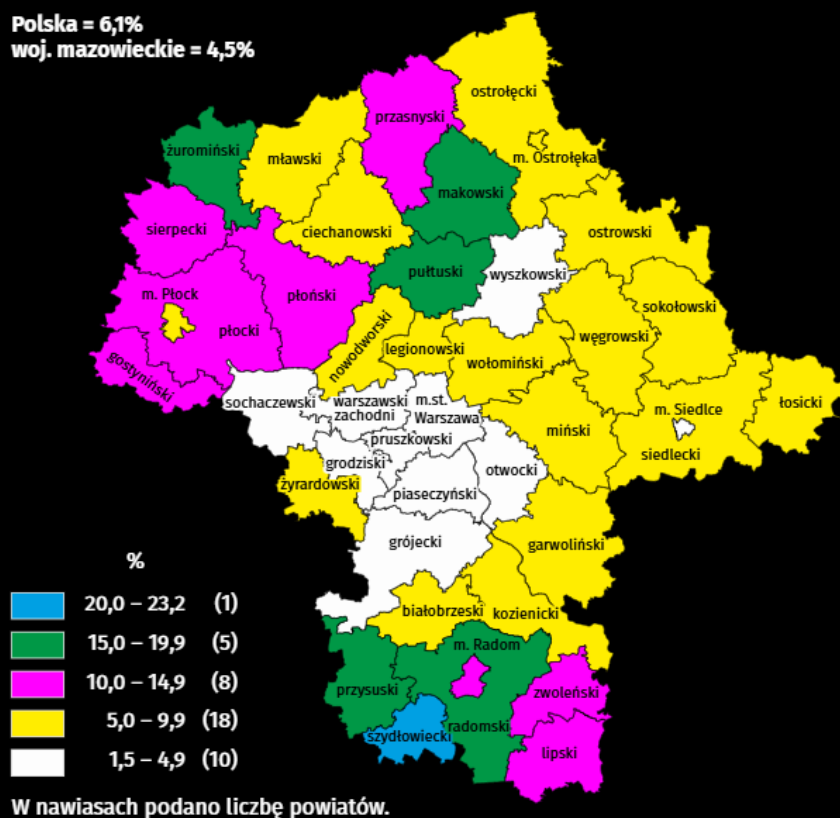 Polska = 6,1%
woj. mazowieckie = 4,5%
ostrołęcki
przasnyski
żuromiński
mławski
m. Ostrołęka
makowski
sierpecki
ciechanowski
ostrowski
pułtuski
wyszkowski
m. Płock
płoński
sokołowski
płocki
nowodworski
legionowski
węgrowski
wołomiński
gostyniński
sochaczewski
warszawski
zachodni
m.st.
Warszawa
m. Siedlce
łosicki
miński
pruszkowski
siedlecki
grodziski
otwocki
żyrardowski
piaseczyński
grójecki
garwoliński
białobrzeski
kozienicki
m. Radom
przysuski
zwoleński
radomski
szydłowiecki
lipski
%
20,0 – 23,2 (1)
15,0 – 19,9 (5)
10,0 – 14,9 (8)
5,0 – 9,9 (18)
1,5 – 4,9 (10)
W nawiasach podano liczbę powiatów.